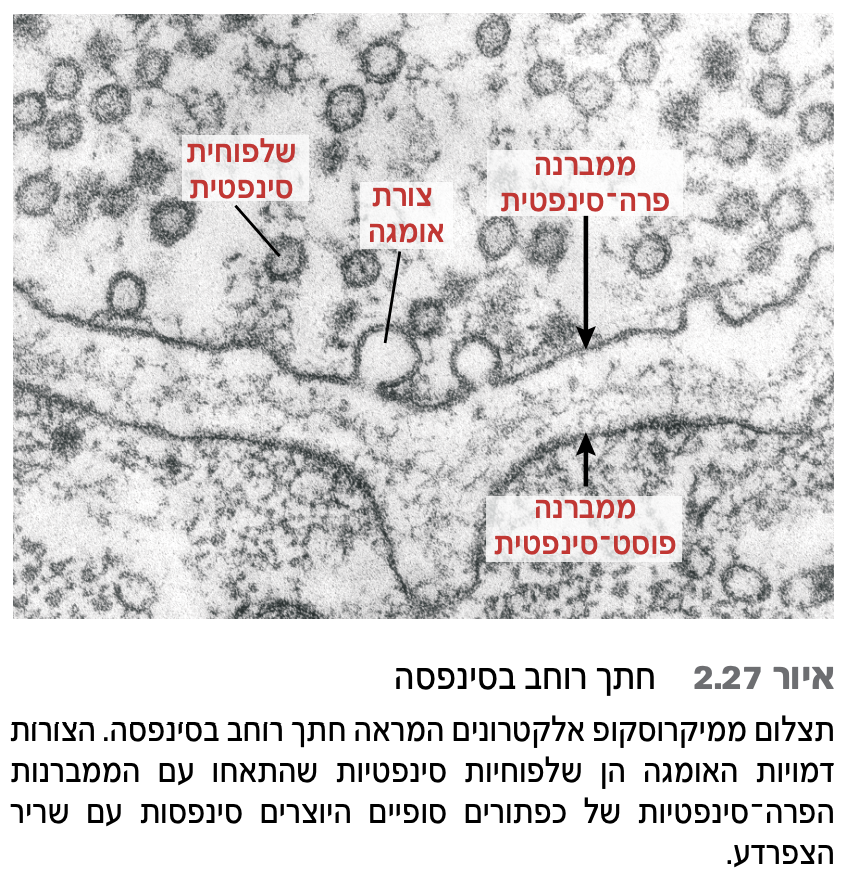 שלפוחית
סינפטית
צורת
אומגה
ממברנה
פרה־סינפטית
ממברנה
פוסט־סינפטית
איור 2.27 חתך רוחב בסינפסה
תצלום ממיקרוסקופ אלקטרונים המראה חתך רוחב בסינפסה. הצורות
דמויות האומגה הן שלפוחיות סינפטיות שהתאחו עם הממברנות
הפרה־סינפטיות של כפתורים סופיים היוצרים סינפסות עם שריר
הצפרדע.